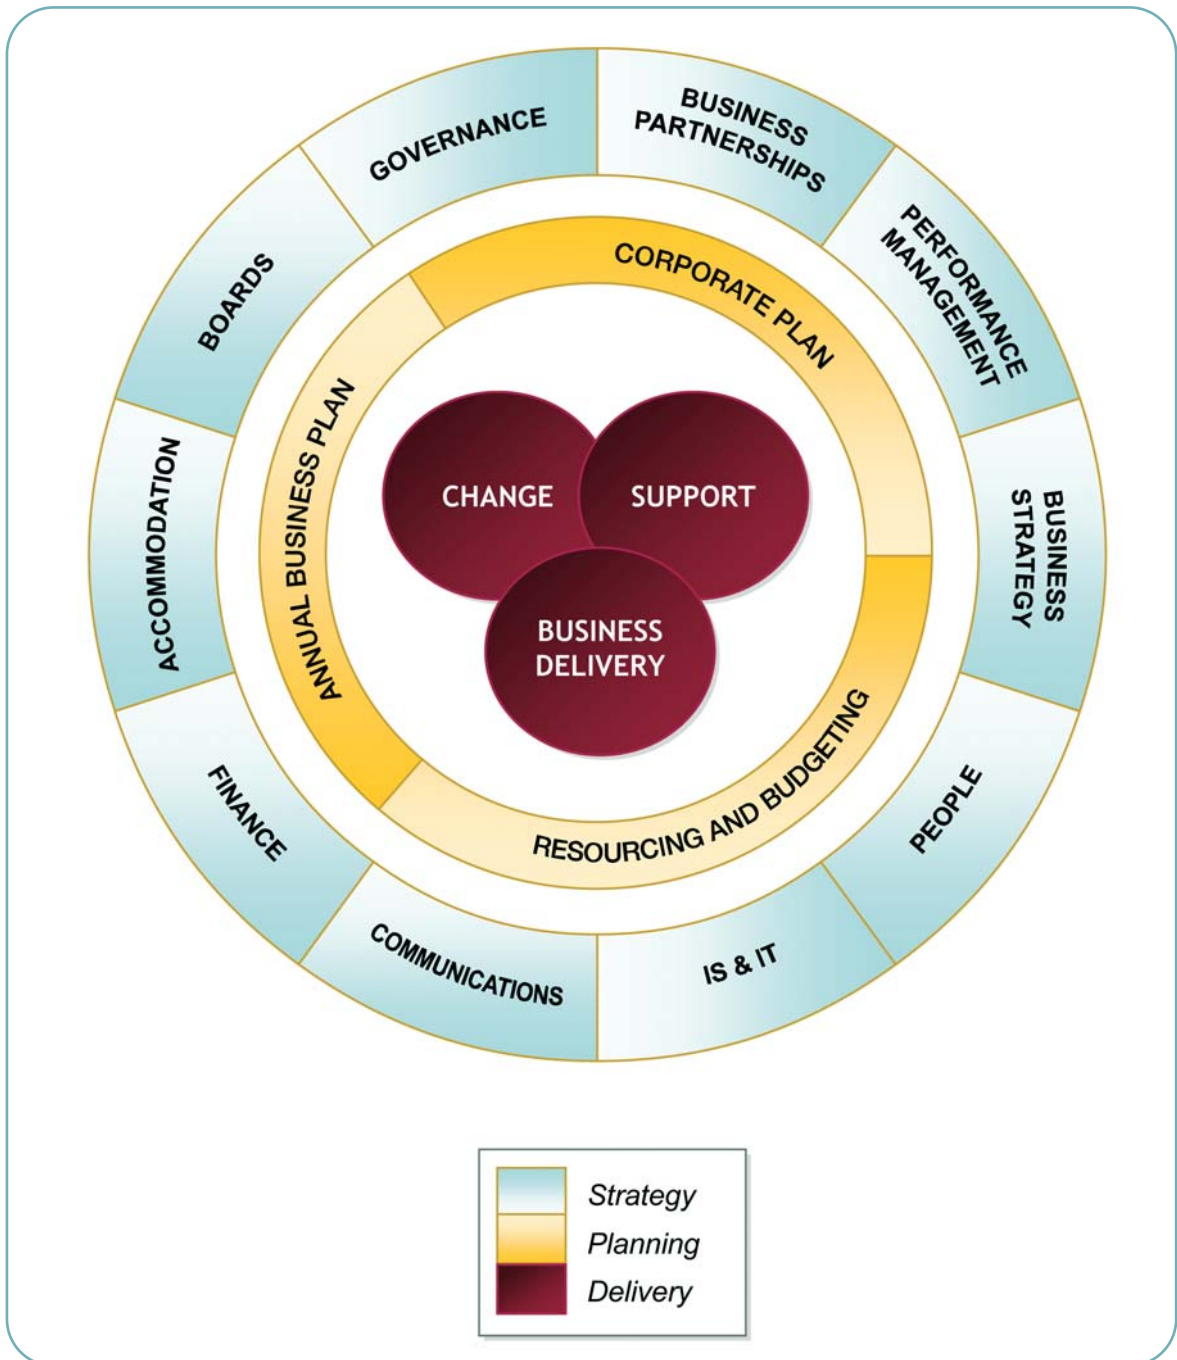 GOVERNANCE
BUSINESS
PARTNERSHIPS
PERFORMANCE
MANAGEMENT
BUSINESS
STRATEGY
PEOPLE
IS & IT
COMMUNICATIONS
FINANCE
ACCOMMODATION
BOARDS
CORPORATE PLAN
RESOURCING AND BUDGETING
ANNUAL BUSINESS PLAN
CHANGE
SUPPORT
BUSINESS
DELIVERY
Strategy
Planning
Delivery